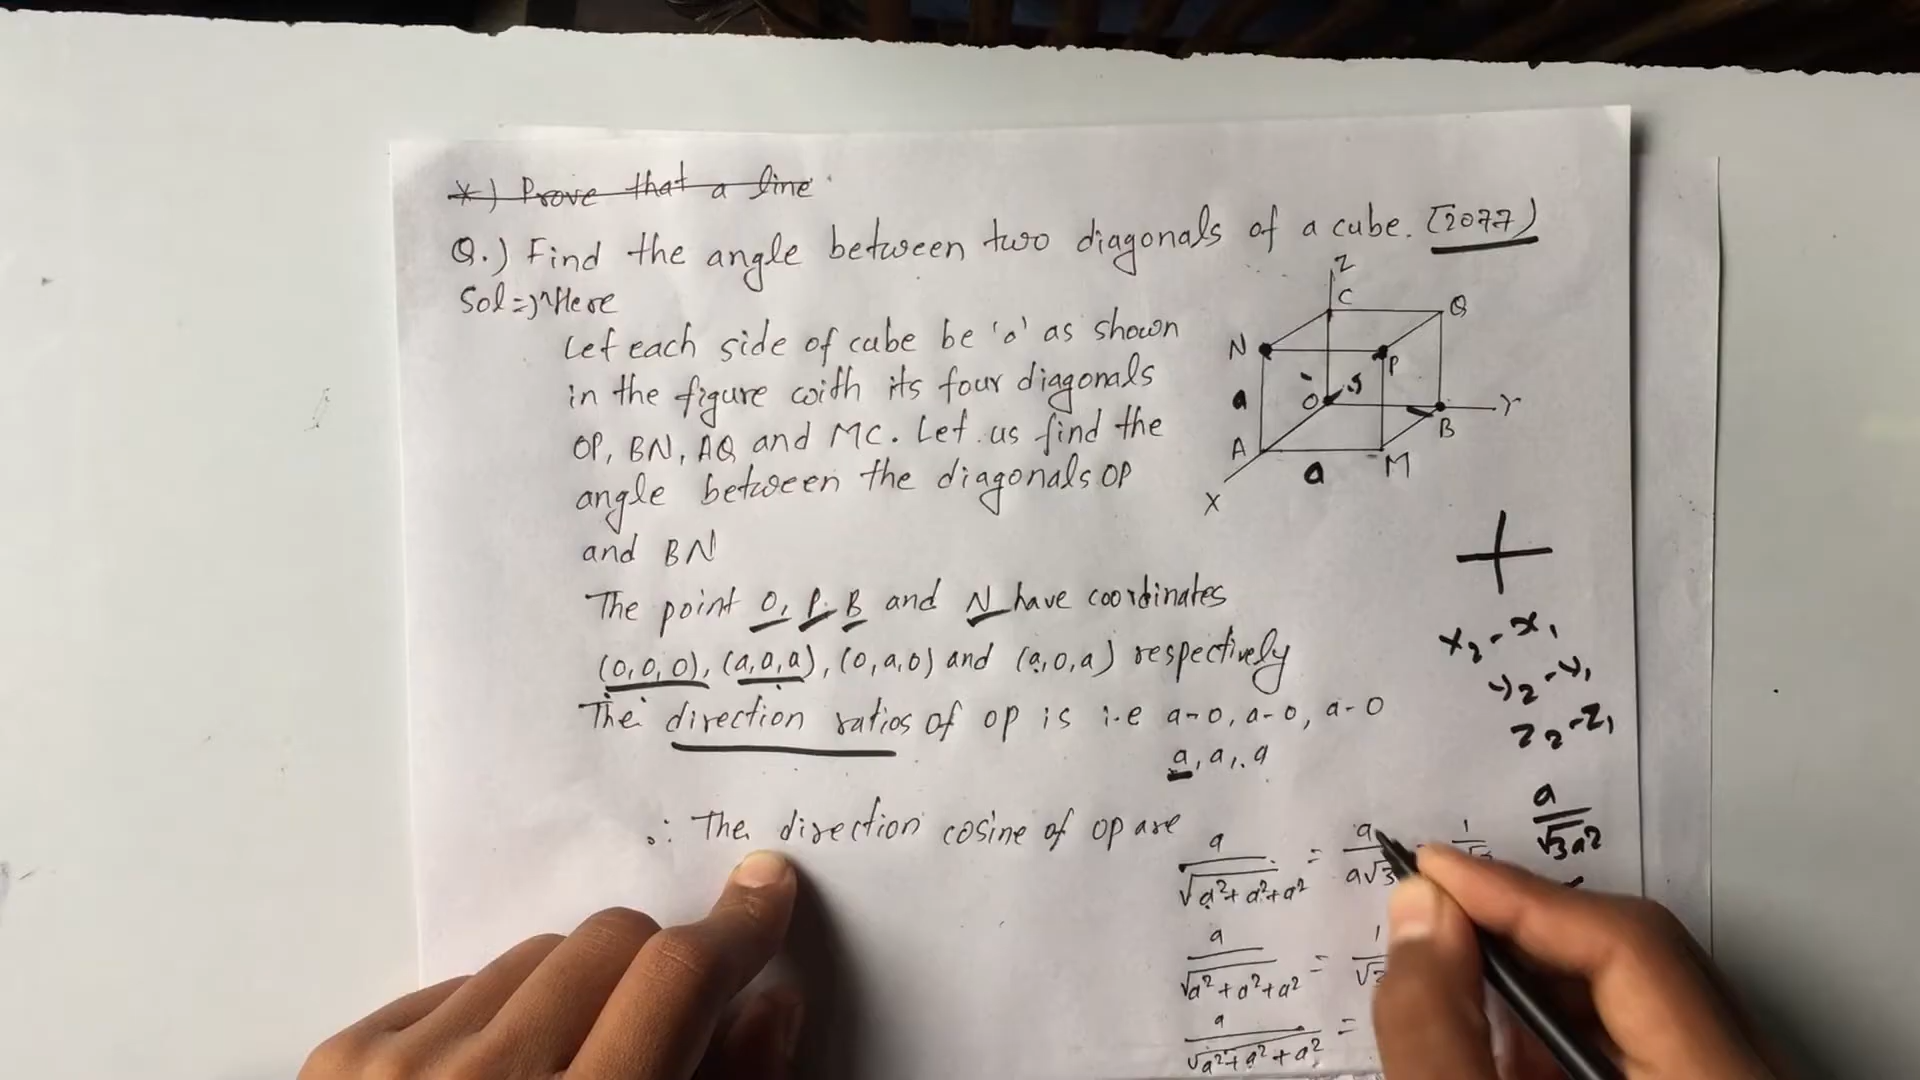 *) Prove that a line
Q.) Find the angle between two diagonals of a cube. [2077)
Sol=)ⁿHere
Let each side of cube be 'a' as shown
in the figure with its four diagonals
OP, BN, AQ and MC. Let us find the
angle between the diagonals OP
and BN
The point O, P, B and N have coordinates
(0,0,0), (a,a,a), (0,a,0) and (a,0,a) respectively
The direction ratios of OP is i.e a-0, a-0, a-0
a, a, a
∴ The direction cosine of OP are
a/√a²+a²+a² = a/a√3 = 1/√3
a/√a²+a²+a² = 1/√3
a/√a²+a²+a² =
Z
C
Q
N
P
a
O
Y
B
A
M
a
X
x₂-x₁
y₂-y₁
z₂-z₁
a/√3a²